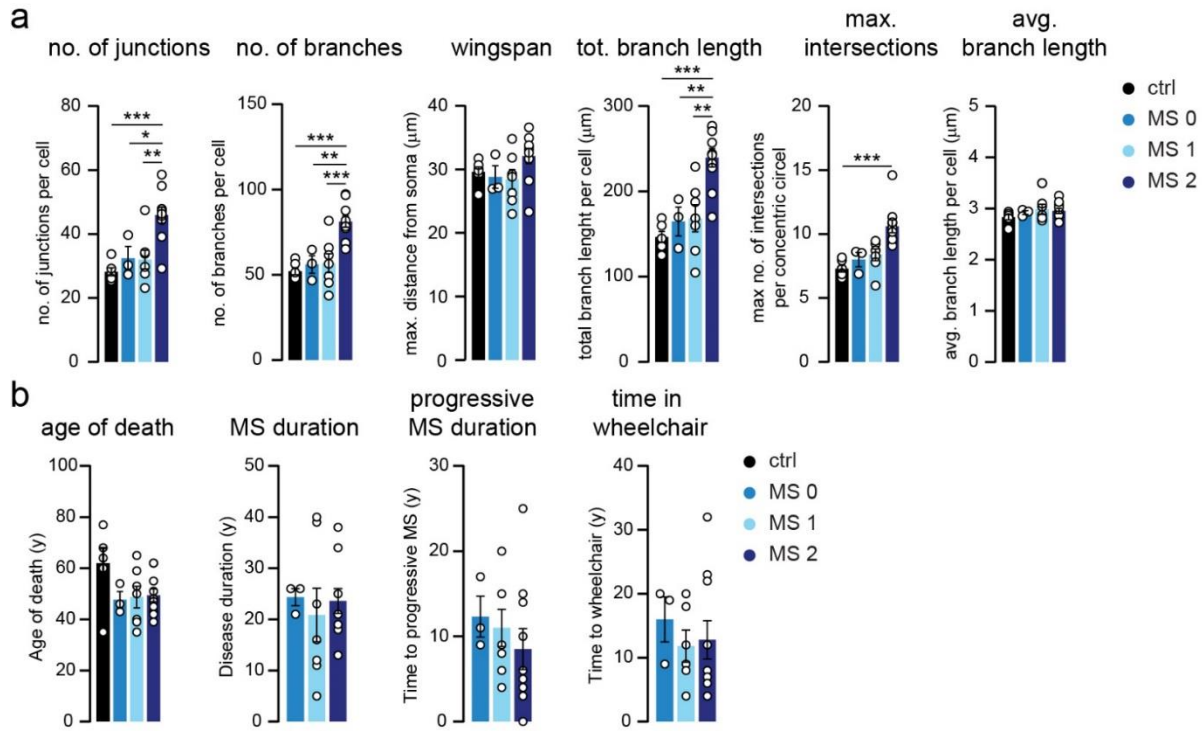 a
no. of junctions
no. of branches
wingspan
tot. branch length
max.
intersections
avg.
branch length
no. of junctions per cell
80
60
40
20
0
***
*
**
no. of branches per cell
150
100
50
0
***
**
***
max. distance from soma (µm)
40
30
20
10
0
total branch lenght per cell (µm)
300
200
100
0
***
**
**
max no. of intersections
per concentric circel
20
15
10
5
0
***
avg. branch length per cell (µm)
5
4
3
2
1
0
ctrl
MS 0
MS 1
MS 2
b
age of death
MS duration
progressive
MS duration
time in
wheelchair
Age of death (y)
100
80
60
40
20
0
Disease duration (y)
50
40
30
20
10
0
Time to progressive MS (y)
30
20
10
0
Time to wheelchair (y)
40
30
20
10
0
ctrl
MS 0
MS 1
MS 2